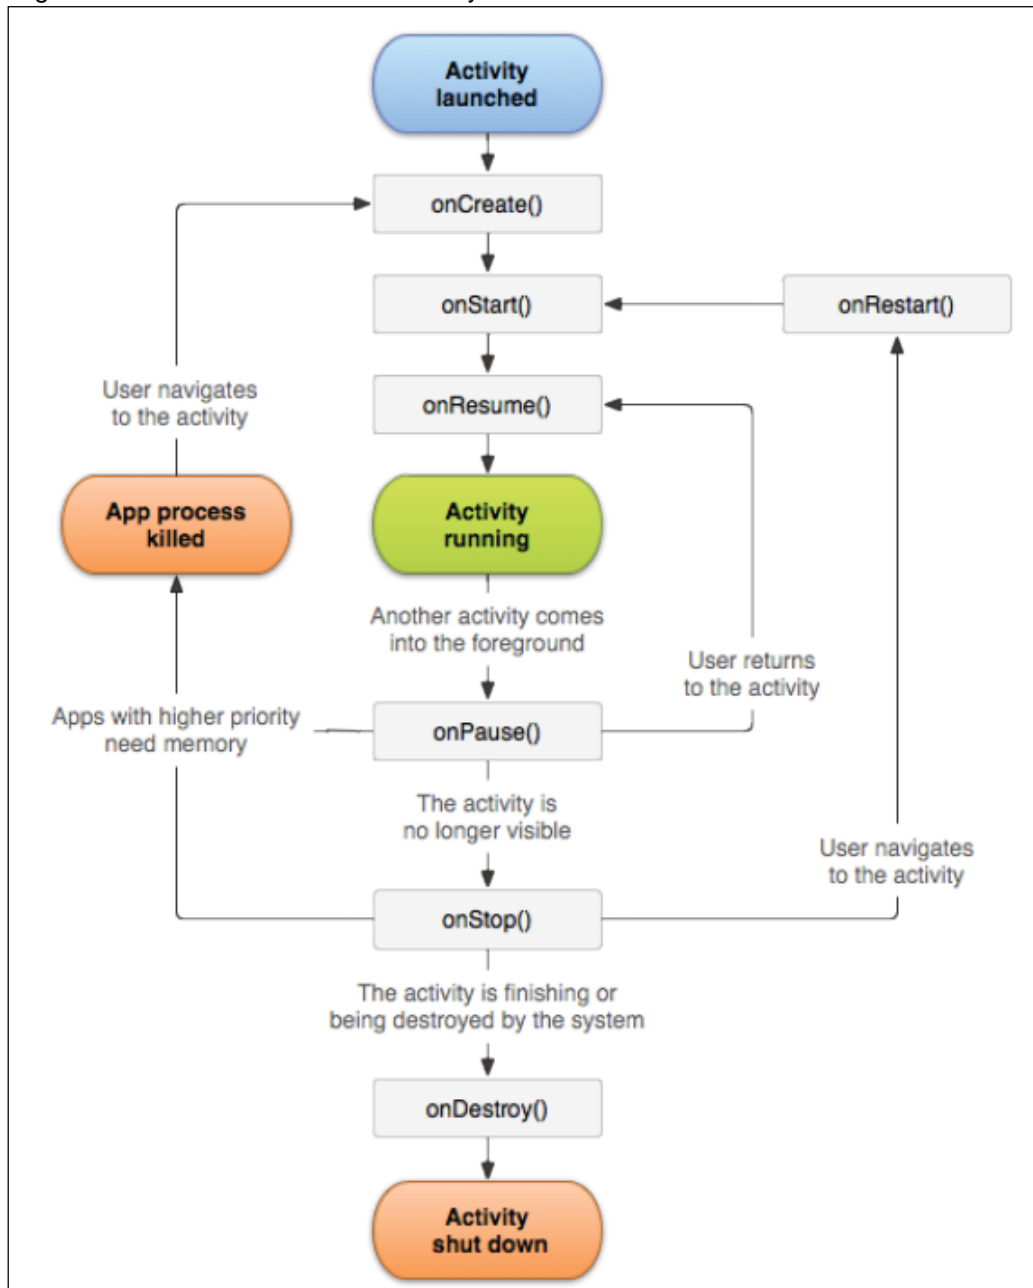 Activity
launched
onCreate()
onStart()
onRestart()
User navigates
to the activity
onResume()
App process
killed
Activity
running
Another activity comes
into the foreground
User returns
to the activity
Apps with higher priority
need memory
onPause()
The activity is
no longer visible
User navigates
to the activity
onStop()
The activity is finishing or
being destroyed by the system
onDestroy()
Activity
shut down